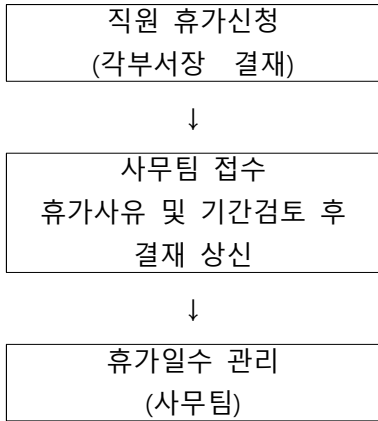 직원 휴가신청
(각부서장 결재)
↓
사무팀 접수
휴가사유 및 기간검토 후
결재 상신
↓
휴가일수 관리
(사무팀)